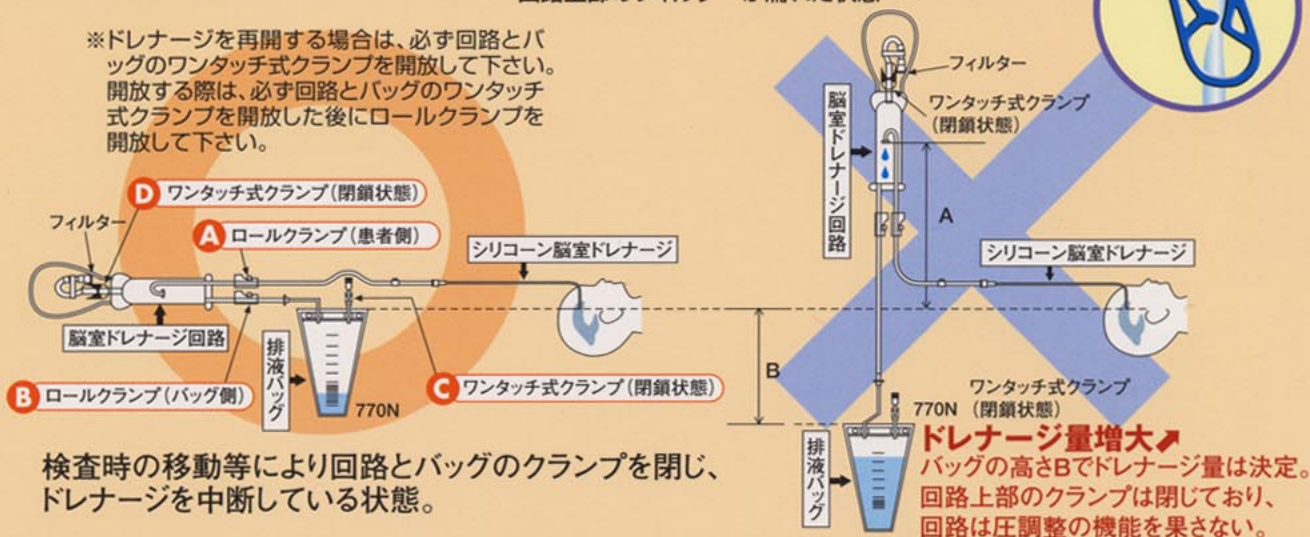 ※ドレナージを再開する場合は、必ず回路とバ
ッグのワンタッチ式クランプを開放して下さい。
開放する際は、必ず回路とバッグのワンタッチ
式クランプを開放した後にロールクランプを
開放して下さい。
D ワンタッチ式クランプ(閉鎖状態)
フィルター
A ロールクランプ(患者側)
シリコーン脳室ドレナージ
脳室ドレナージ回路
排液バッグ
B ロールクランプ(バッグ側)
C ワンタッチ式クランプ(閉鎖状態)
770N
検査時の移動等により回路とバッグのクランプを閉じ、
ドレナージを中断している状態。
フィルター
ワンタッチ式クランプ
(閉鎖状態)
脳室ドレナージ回路
A
シリコーン脳室ドレナージ
B
ワンタッチ式クランプ
(閉鎖状態)
770N
排液バッグ
ドレナージ量増大↗
バッグの高さBでドレナージ量は決定。
回路上部のクランプは閉じており、
回路は圧調整の機能を果さない。